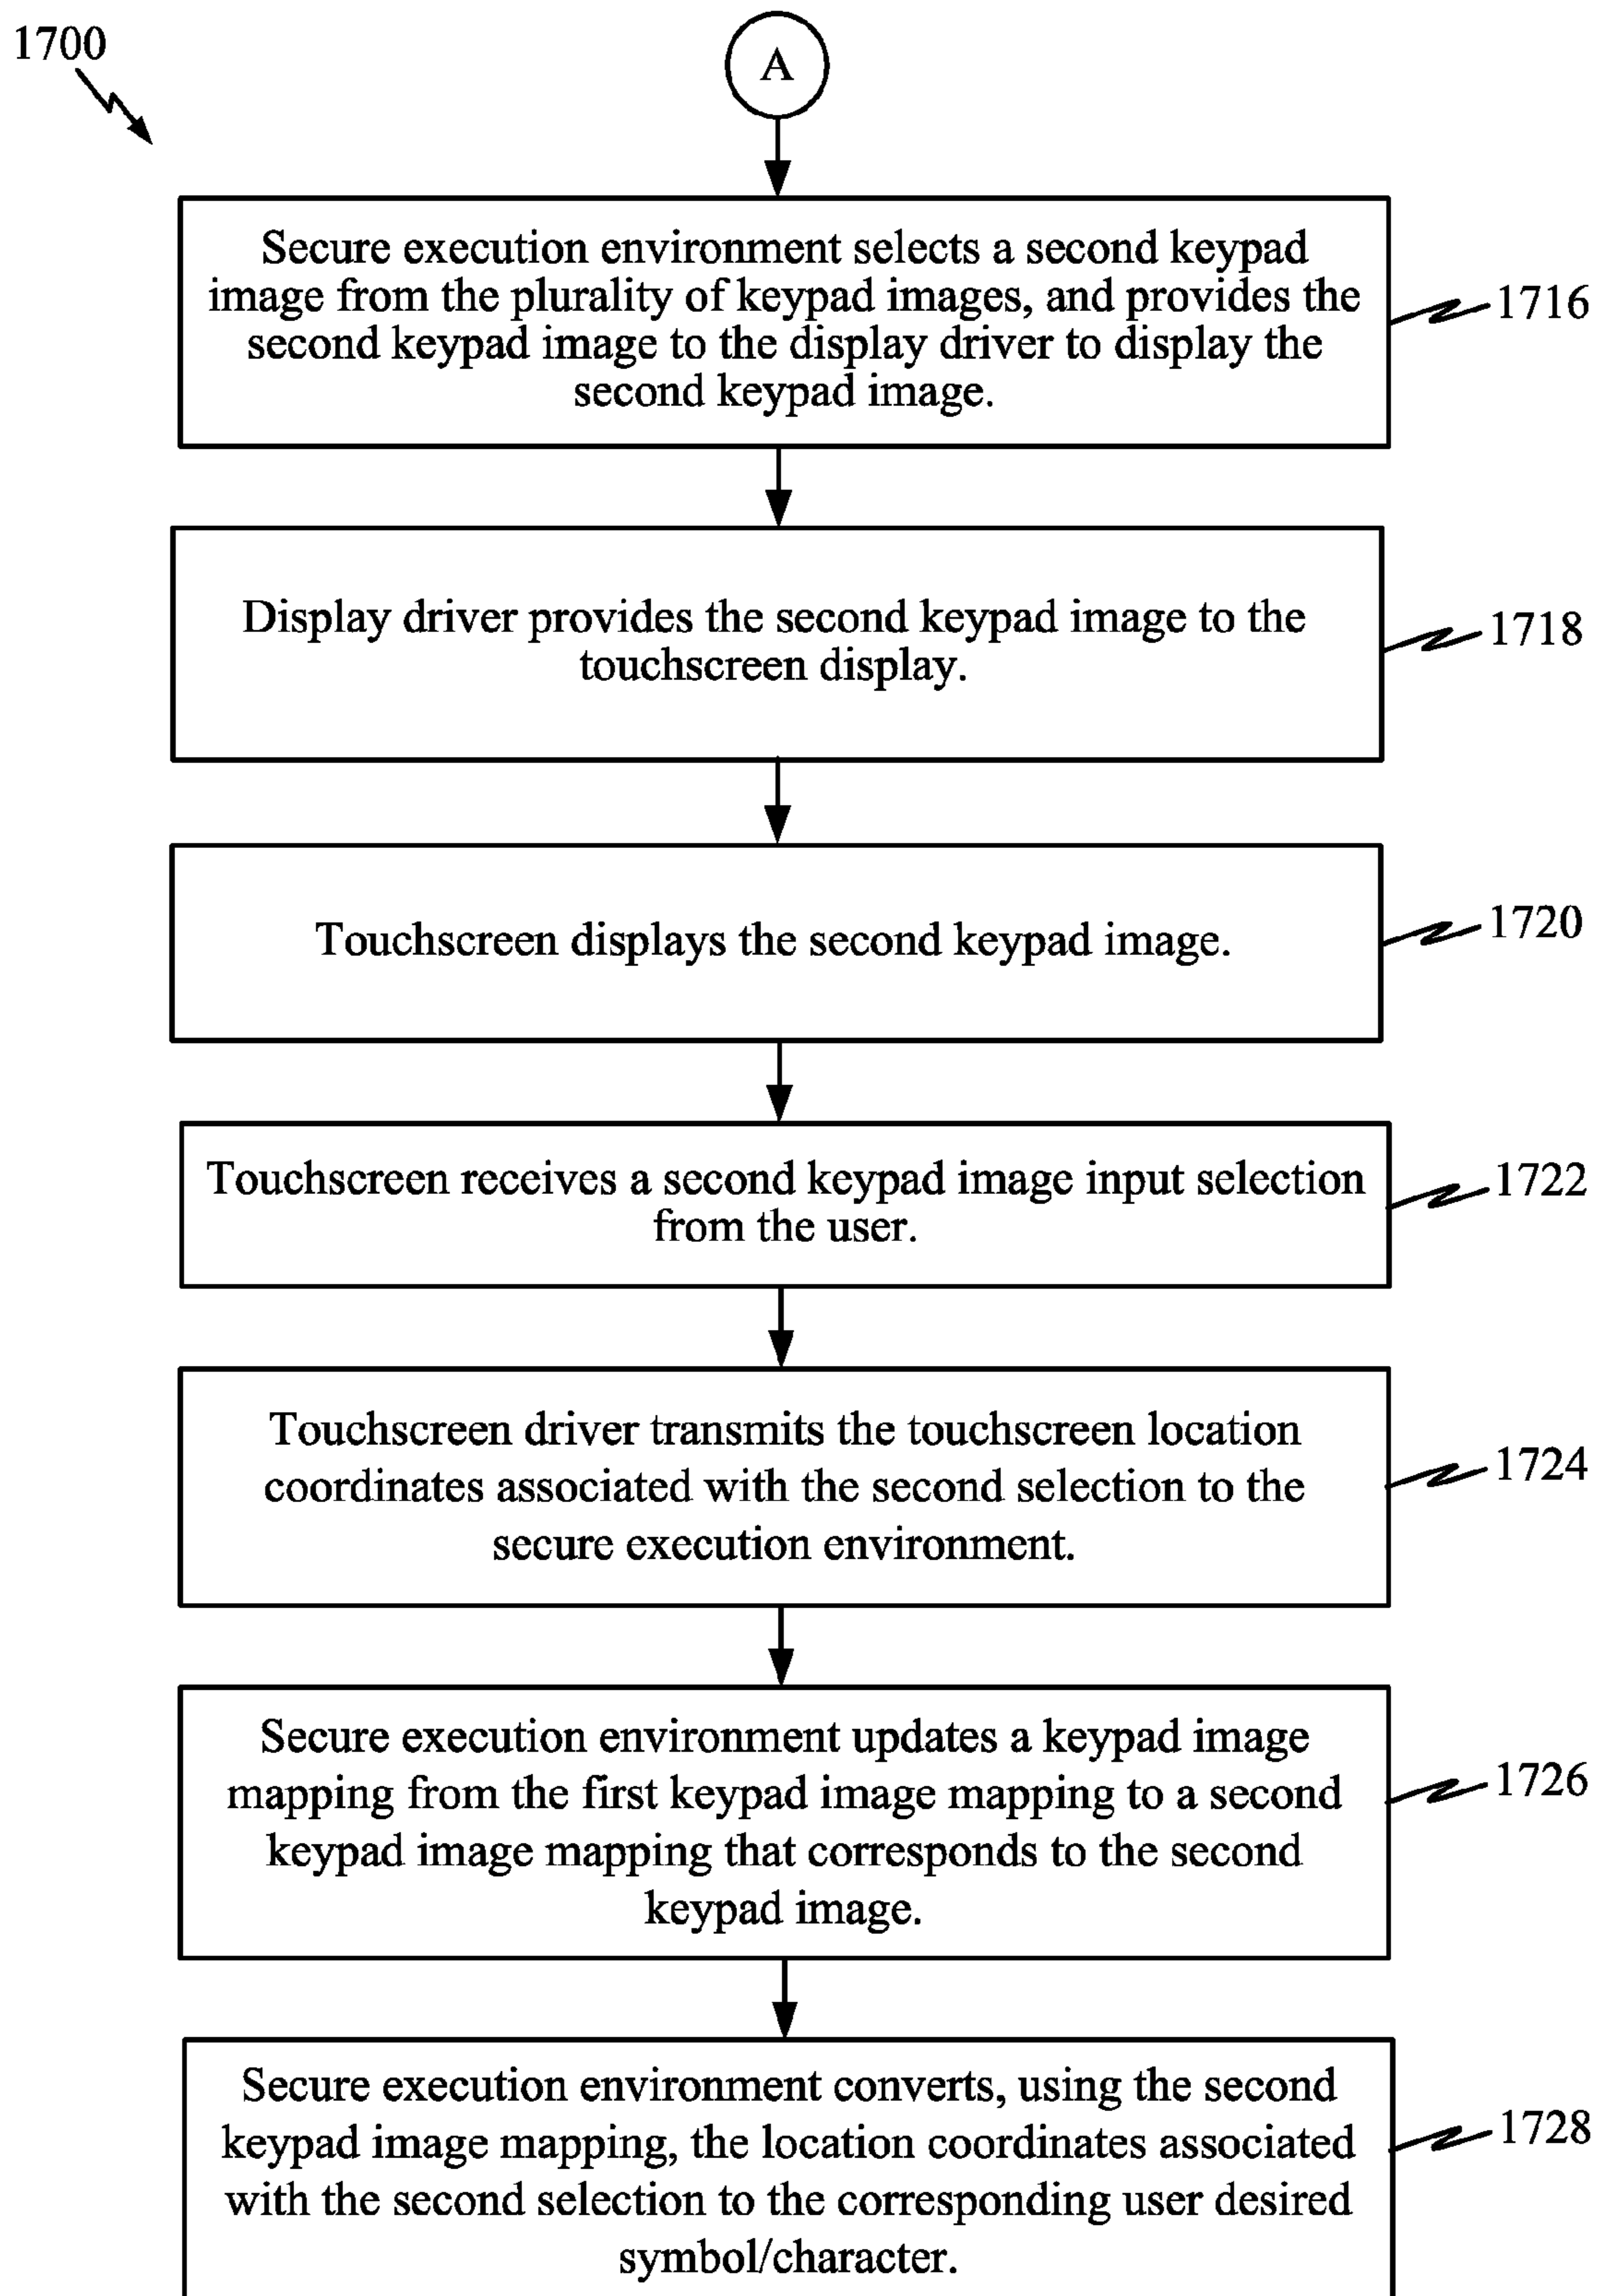 1700
A
Secure execution environment selects a second keypad
image from the plurality of keypad images, and provides the
second keypad image to the display driver to display the
second keypad image.
1716
Display driver provides the second keypad image to the
touchscreen display.
1718
Touchscreen displays the second keypad image.
1720
Touchscreen receives a second keypad image input selection
from the user.
1722
Touchscreen driver transmits the touchscreen location
coordinates associated with the second selection to the
secure execution environment.
1724
Secure execution environment updates a keypad image
mapping from the first keypad image mapping to a second
keypad image mapping that corresponds to the second
keypad image.
1726
Secure execution environment converts, using the second
keypad image mapping, the location coordinates associated
with the second selection to the corresponding user desired
symbol/character.
1728